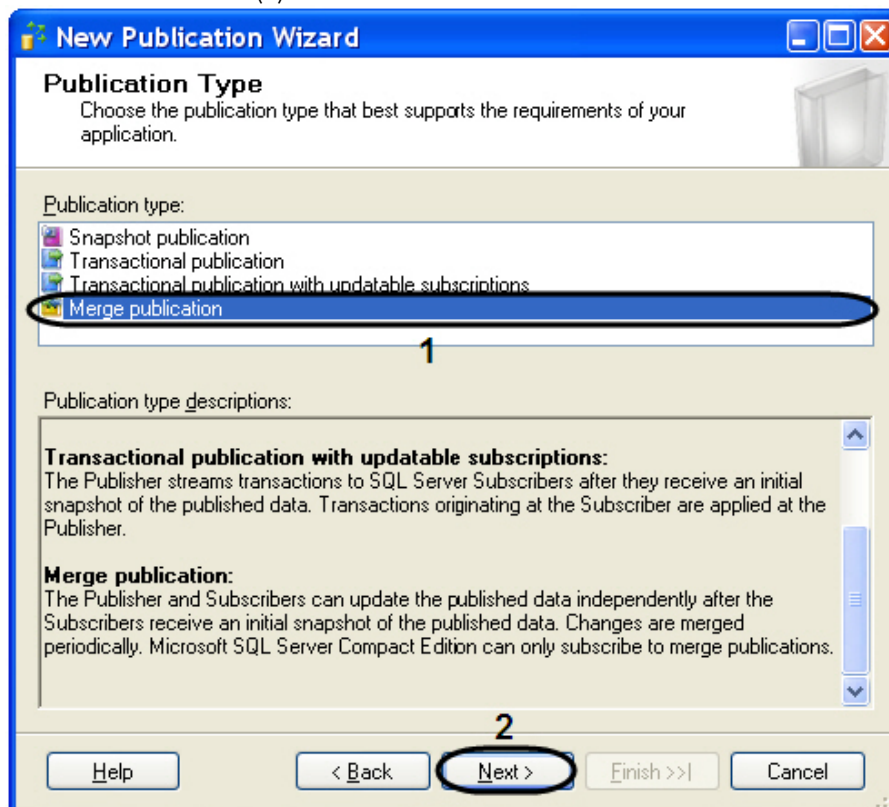 (2)
New Publication Wizard
Publication Type
Choose the publication type that best supports the requirements of your
application.
Publication type:
Snapshot publication
Transactional publication
Transactional publication with updatable subscriptions
Merge publication
1
Publication type descriptions:
Transactional publication with updatable subscriptions:
The Publisher streams transactions to SQL Server Subscribers after they receive an initial
snapshot of the published data. Transactions originating at the Subscriber are applied at the
Publisher.
Merge publication:
The Publisher and Subscribers can update the published data independently after the
Subscribers receive an initial snapshot of the published data. Changes are merged
periodically. Microsoft SQL Server Compact Edition can only subscribe to merge publications.
2
Help
< Back
Next >
Finish >>|
Cancel